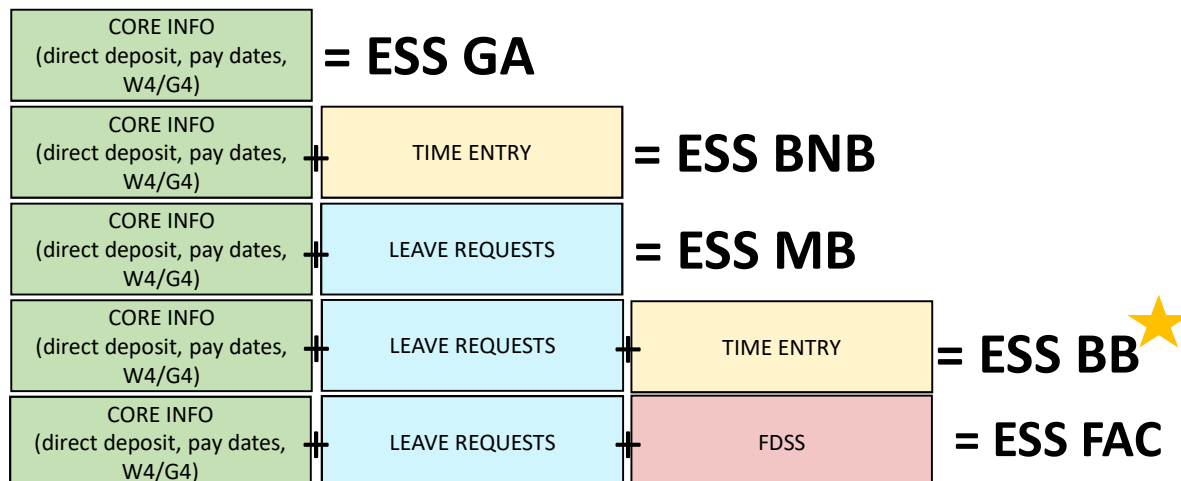 CORE INFO
(direct deposit, pay dates,
W4/G4)
= ESS GA
CORE INFO
(direct deposit, pay dates,
W4/G4)
+
TIME ENTRY
= ESS BNB
CORE INFO
(direct deposit, pay dates,
W4/G4)
+
LEAVE REQUESTS
= ESS MB
CORE INFO
(direct deposit, pay dates,
W4/G4)
+
LEAVE REQUESTS
+
TIME ENTRY
= ESS BB
CORE INFO
(direct deposit, pay dates,
W4/G4)
+
LEAVE REQUESTS
+
FDSS
= ESS FAC